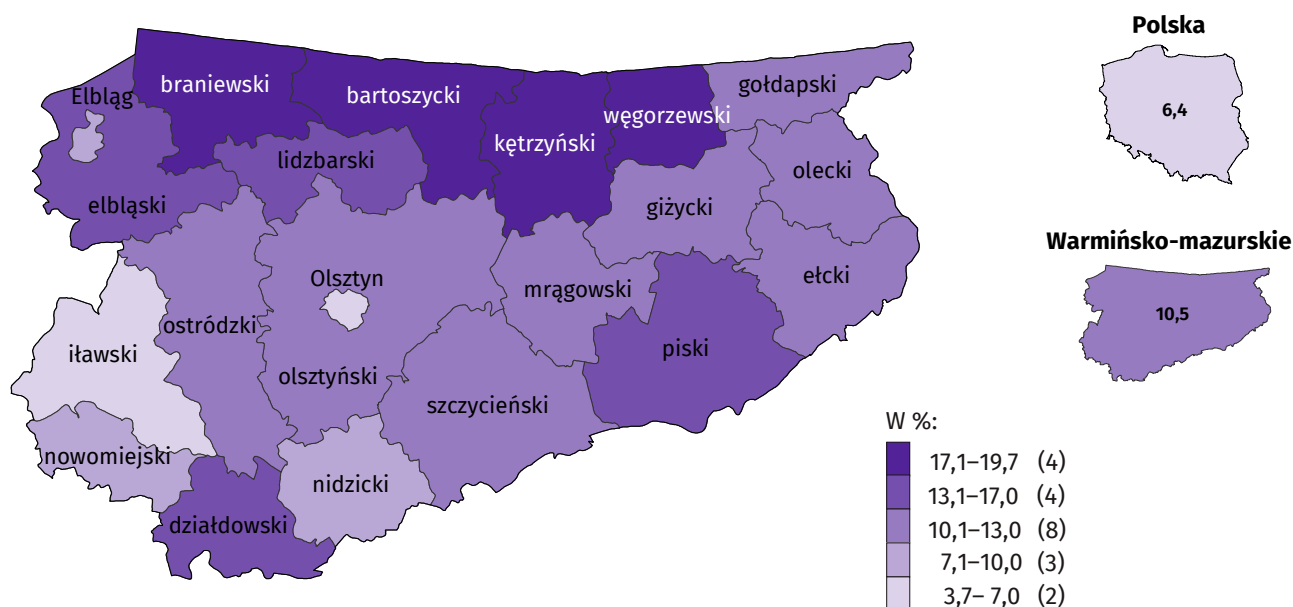 Polska
6,4
Warmińsko-mazurskie
10,5
Elbląg
braniewski
bartoszycki
kętrzyński
węgorzewski
gołdapski
lidzbarski
elbląski
olecki
giżycki
ełcki
Olsztyn
mrągowski
ostródzki
iławski
piski
olsztyński
szczycieński
nowomiejski
nidzicki
działdowski
W %:
17,1–19,7 (4)
13,1–17,0 (4)
10,1–13,0 (8)
7,1–10,0 (3)
3,7– 7,0 (2)